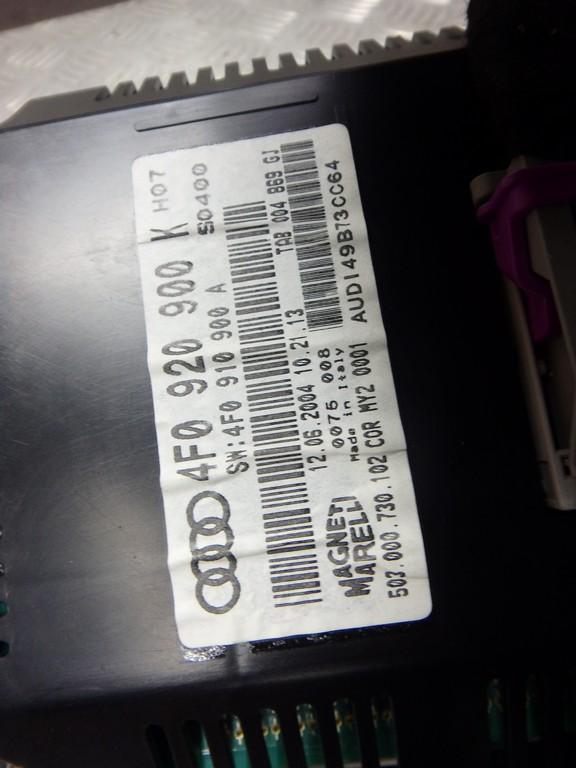 4F0 920 900 K H07
SW:4F0 910 900 A S0400
TAB 004 869 GJ
12.06.2004 10.21.13
MAGNETI MARELLI
0075 008
Made in Italy
AUDI49B73CC64
503.000.730.102 COR MY2 0001